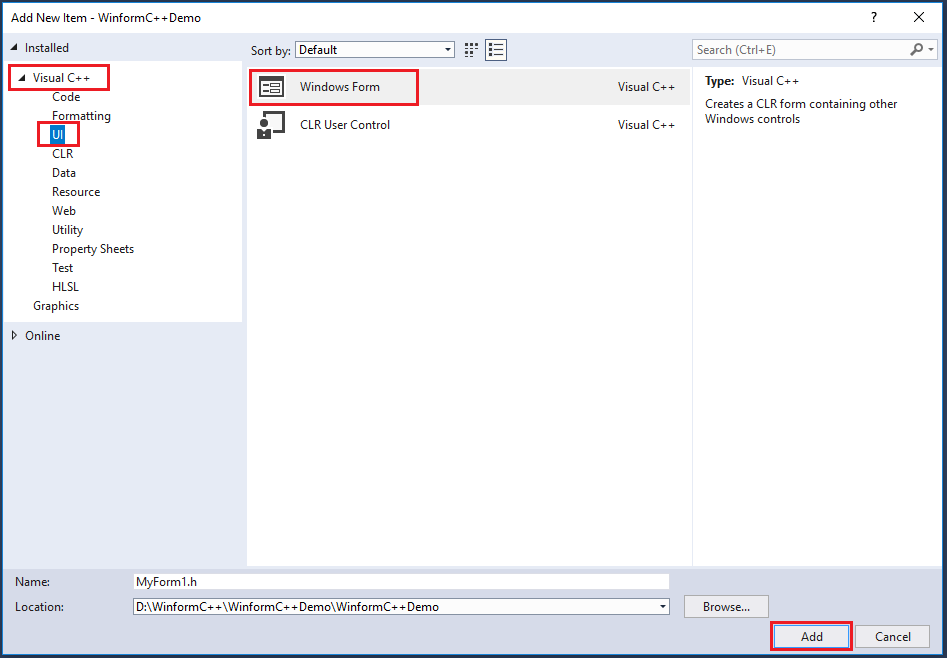 Add New Item - WinformC++Demo ?
Installed
Sort by: Default
Search (Ctrl+E)
Visual C++
Code
Formatting
UI
CLR
Data
Resource
Web
Utility
Property Sheets
Test
HLSL
Graphics
Online
Windows Form Visual C++
CLR User Control Visual C++
Type: Visual C++
Creates a CLR form containing other
Windows controls
Name: MyForm1.h
Location: D:\WinformC++\WinformC++Demo\WinformC++Demo
Browse...
Add Cancel